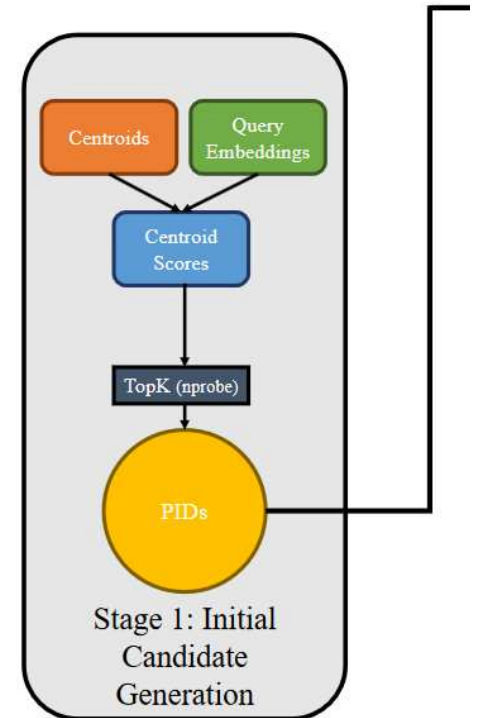 Centroids
Query
Embeddings
Centroid
Scores
TopK (nprobe)
PIDs
Stage 1: Initial
Candidate
Generation